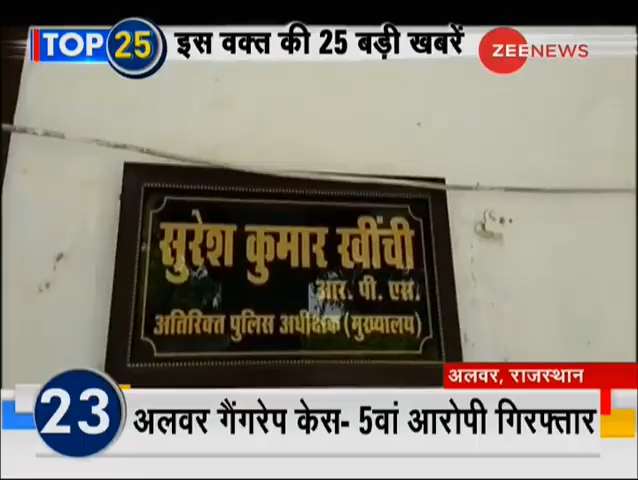 TOP 25 इस वक्त की 25 बड़ी खबरें ZEENEWS
सुरेश कुमार खींची
आर. पी. एस.
अतिरिक्त पुलिस अधीक्षक (मुख्यालय)
अलवर, राजस्थान
23 अलवर गैंगरेप केस- 5वां आरोपी गिरफ्तार